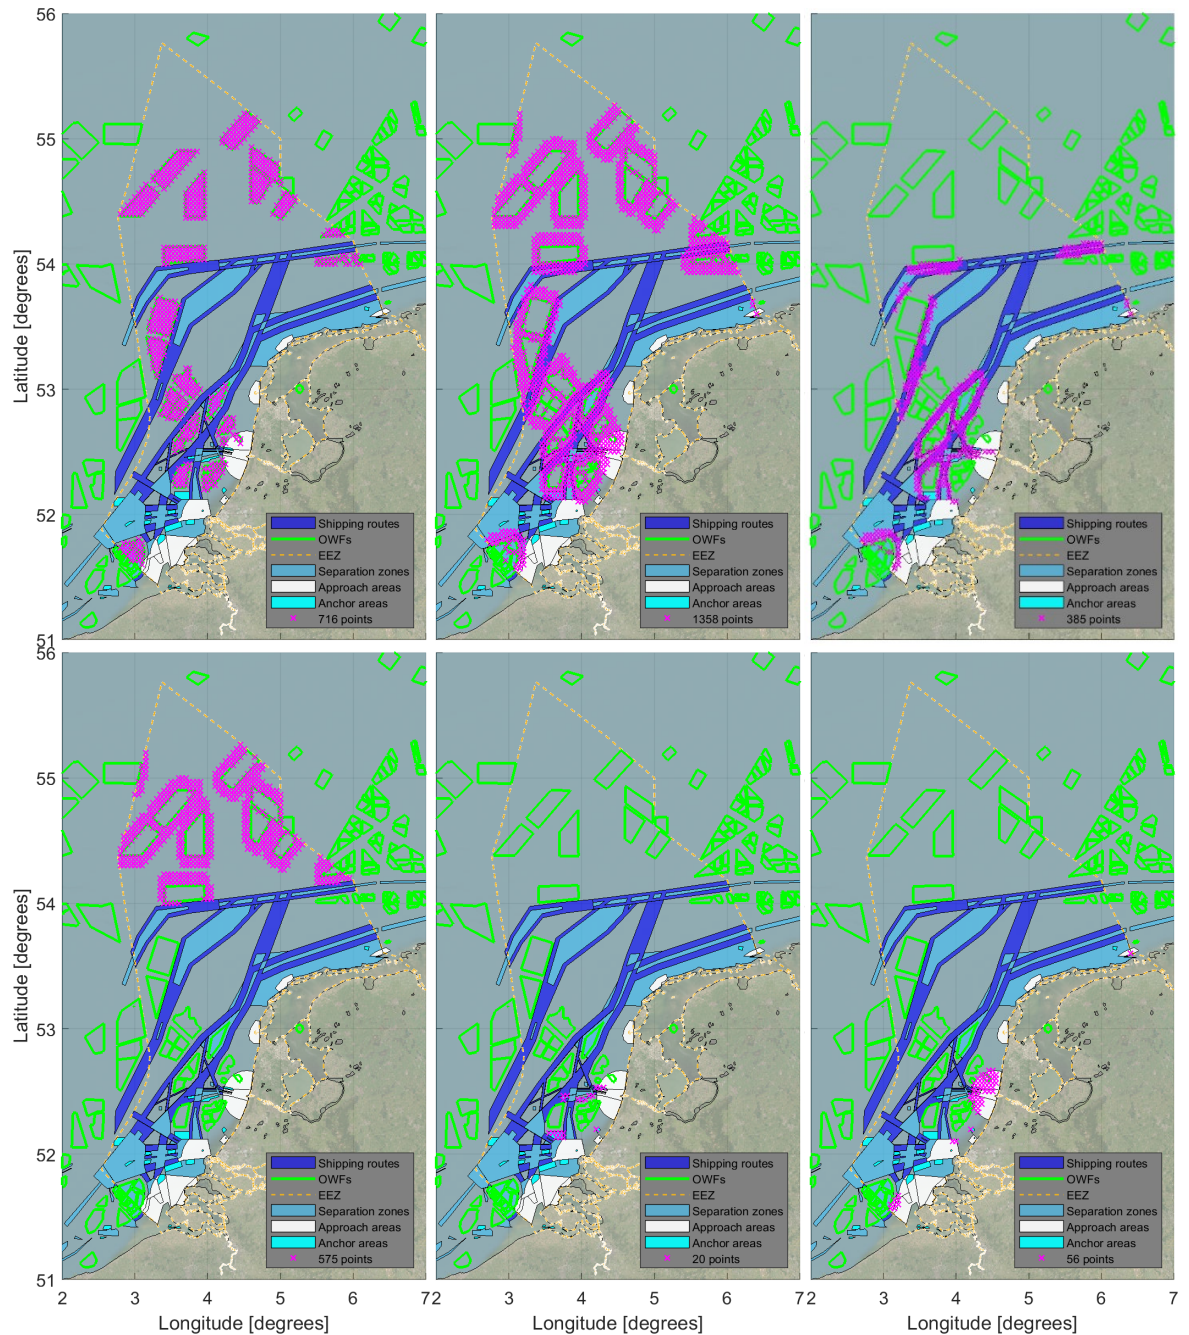 56
55
54
53
52
51
Latitude [degrees]
Shipping routes
OWFs
EEZ
Separation zones
Approach areas
Anchor areas
716 points
Shipping routes
OWFs
EEZ
Separation zones
Approach areas
Anchor areas
1358 points
Shipping routes
OWFs
EEZ
Separation zones
Approach areas
Anchor areas
385 points
56
55
54
53
52
51
Latitude [degrees]
Shipping routes
OWFs
EEZ
Separation zones
Approach areas
Anchor areas
575 points
Shipping routes
OWFs
EEZ
Separation zones
Approach areas
Anchor areas
20 points
Shipping routes
OWFs
EEZ
Separation zones
Approach areas
Anchor areas
56 points
2 3 4 5 6 72 3 4 5 6 72 3 4 5 6 7
Longitude [degrees] Longitude [degrees] Longitude [degrees]